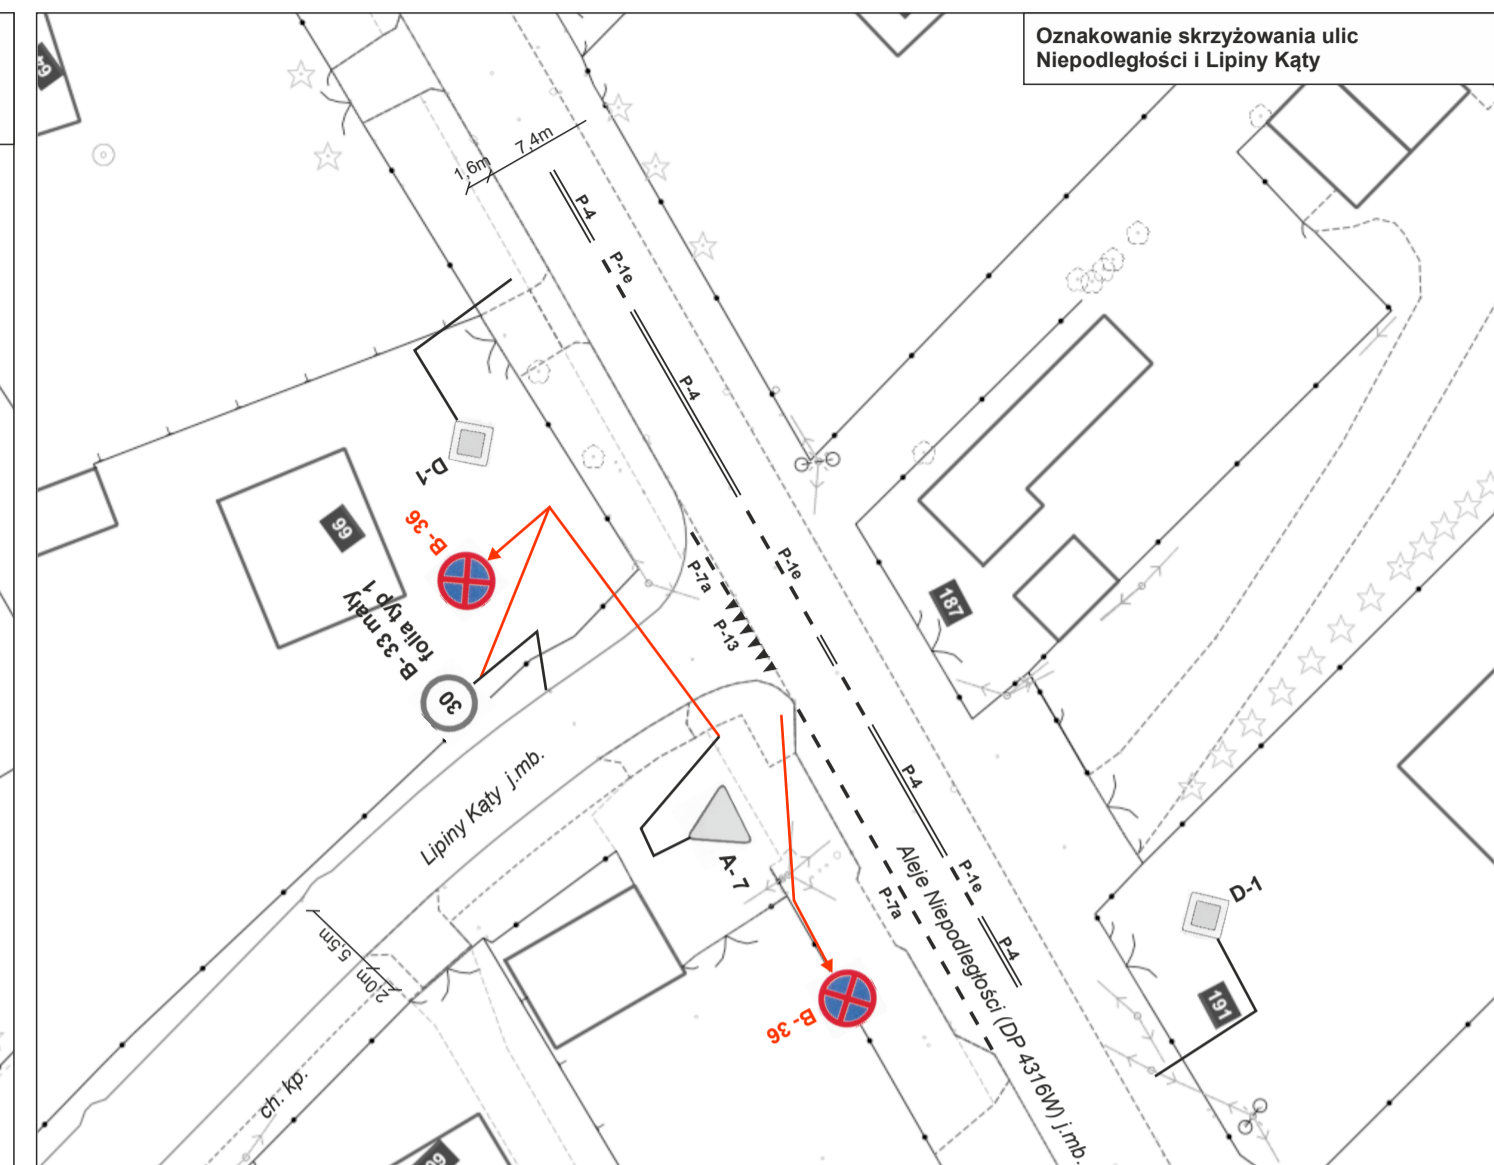 Oznakowanie skrzyżowania ulic
Niepodległości i Lipiny Kąty
1,6m
7,4m
P-4
P-1e
P-4
D-1
B-36
66
B-33 mały
folia typ 1
30
P-7a
P-13
P-1e
187
Lipiny Kąty j.mb.
A-7
P-4
P-1e
P-7a
P-4
Aleje Niepodległości (DP 4316W) j.mb.
D-1
191
B-36
5,5m
2,0m
ch. kp.